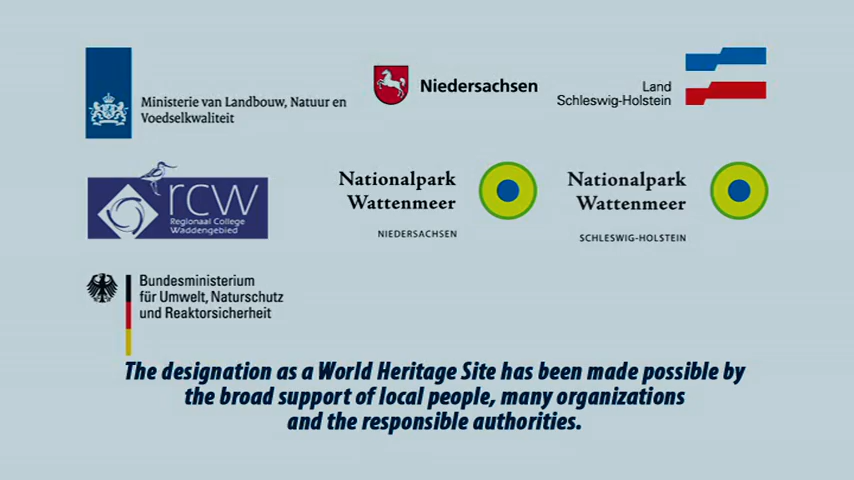 Ministerie van Landbouw, Natuur en
Voedselkwaliteit
Niedersachsen
Land
Schleswig-Holstein
rcw
Regionaal College
Waddengebied
Nationalpark
Wattenmeer
NIEDERSACHSEN
Nationalpark
Wattenmeer
SCHLESWIG-HOLSTEIN
Bundesministerium
für Umwelt, Naturschutz
und Reaktorsicherheit
The designation as a World Heritage Site has been made possible by
the broad support of local people, many organizations
and the responsible authorities.